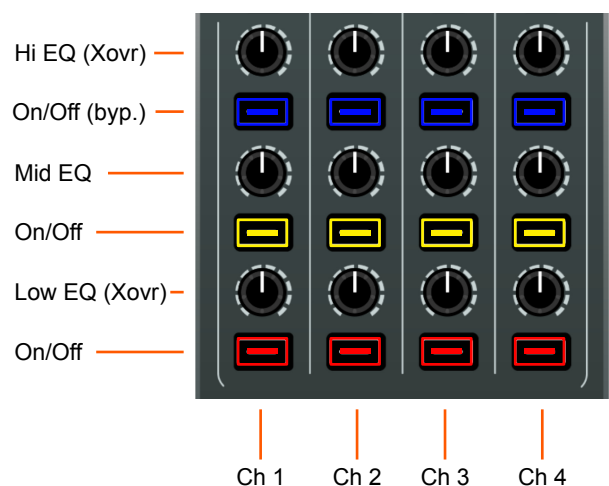 Hi EQ (Xovr)
On/Off (byp.)
Mid EQ
On/Off
Low EQ (Xovr)
On/Off
Ch 1 Ch 2 Ch 3 Ch 4